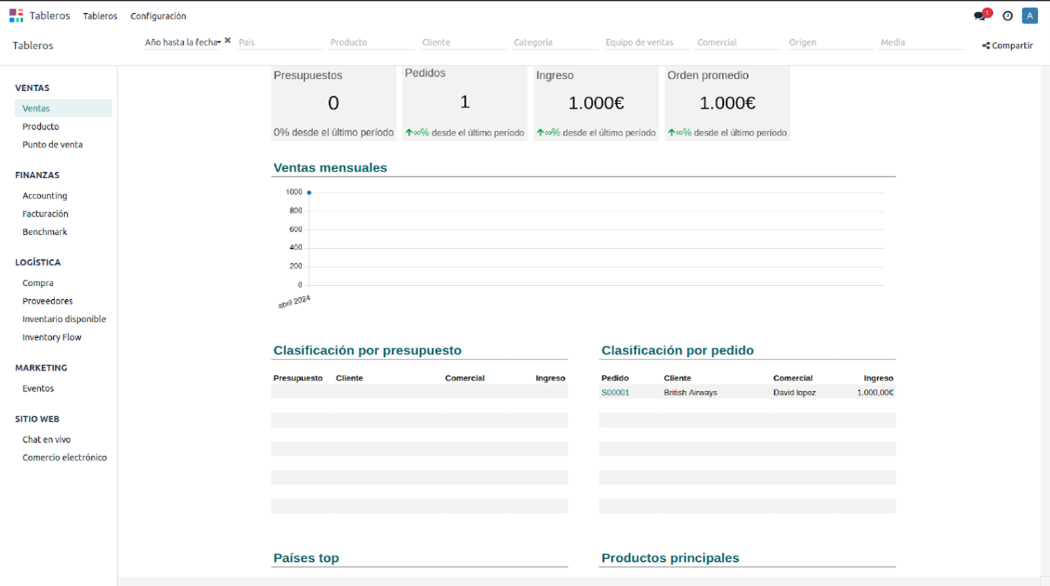 Tableros Tableros Configuración 1 A
Tableros Año hasta la fecha País Producto Cliente Categoría Equipo de ventas Comercial Origen Media Compartir
VENTAS
Ventas
Producto
Punto de venta
FINANZAS
Accounting
Facturación
Benchmark
LOGÍSTICA
Compra
Proveedores
Inventario disponible
Inventory Flow
MARKETING
Eventos
SITIO WEB
Chat en vivo
Comercio electrónico
Presupuestos Pedidos Ingreso Orden promedio
0 1 1.000€ 1.000€
0% desde el último período ∞% desde el último período ∞% desde el último período ∞% desde el último período
Ventas mensuales
1000
800
600
400
200
0
abril 2024
Clasificación por presupuesto
Presupuesto Cliente Comercial Ingreso
Clasificación por pedido
Pedido Cliente Comercial Ingreso
S00001 British Airways David lopez 1.000,00€
Países top
Productos principales